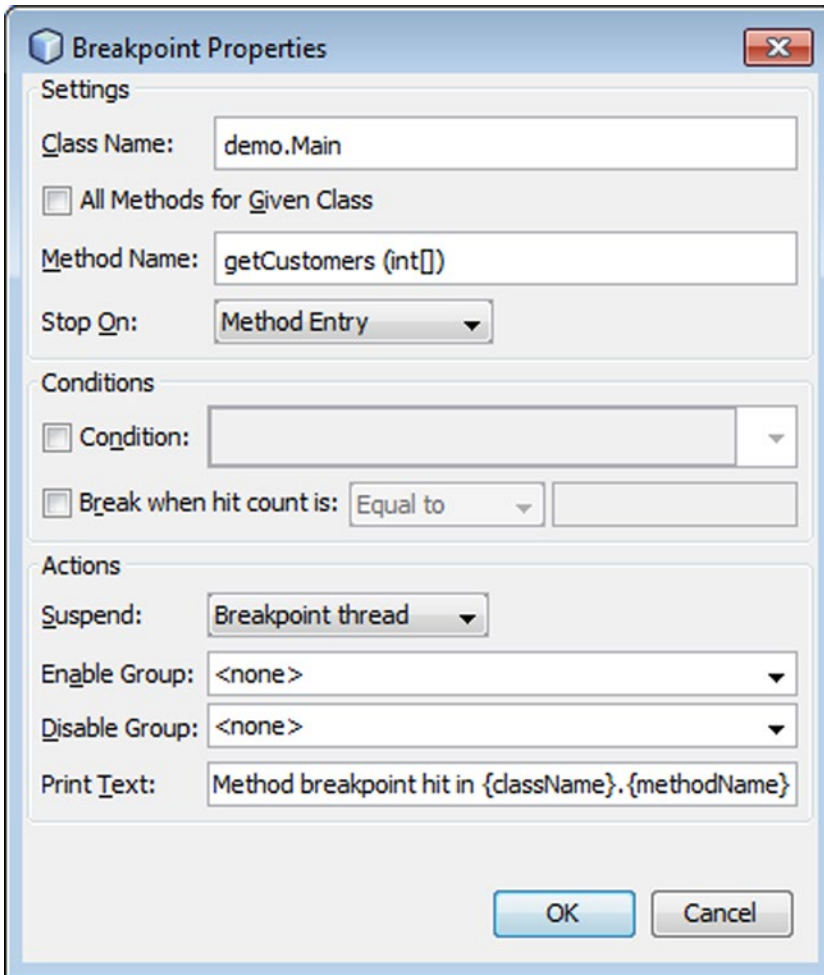 Breakpoint Properties
Settings
Class Name: demo.Main
All Methods for Given Class
Method Name: getCustomers (int[])
Stop On: Method Entry
Conditions
Condition:
Break when hit count is: Equal to
Actions
Suspend: Breakpoint thread
Enable Group: <none>
Disable Group: <none>
Print Text: Method breakpoint hit in {className}.{methodName}
OK Cancel